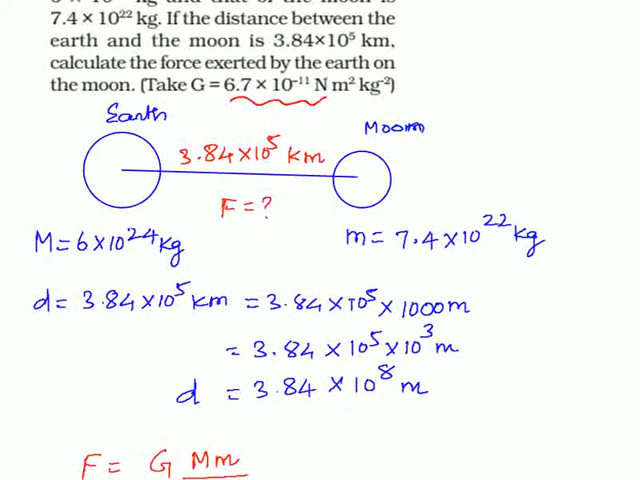 7.4 × 10²² kg. If the distance between the
earth and the moon is 3.84×10⁵ km,
calculate the force exerted by the earth on
the moon. (Take G = 6.7 × 10⁻¹¹ N m² kg⁻²)
Earth
Moom
3.84×10⁵ km
F = ?
M = 6×10²⁴ kg
m = 7.4×10²² kg
d = 3.84×10⁵ km = 3.84×10⁵ × 1000m
= 3.84 × 10⁵ × 10³ m
d = 3.84 × 10⁸ m
F = G Mm